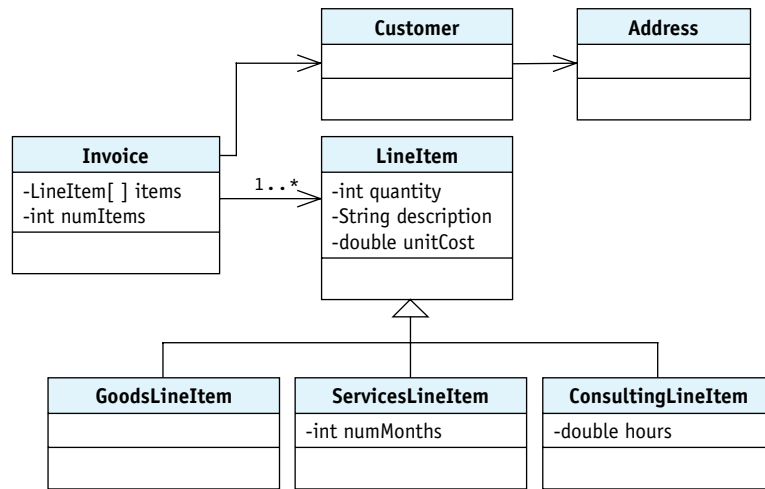 Customer
Address
Invoice
-LineItem[ ] items
-int numItems
1..*
LineItem
-int quantity
-String description
-double unitCost
GoodsLineItem
ServicesLineItem
-int numMonths
ConsultingLineItem
-double hours